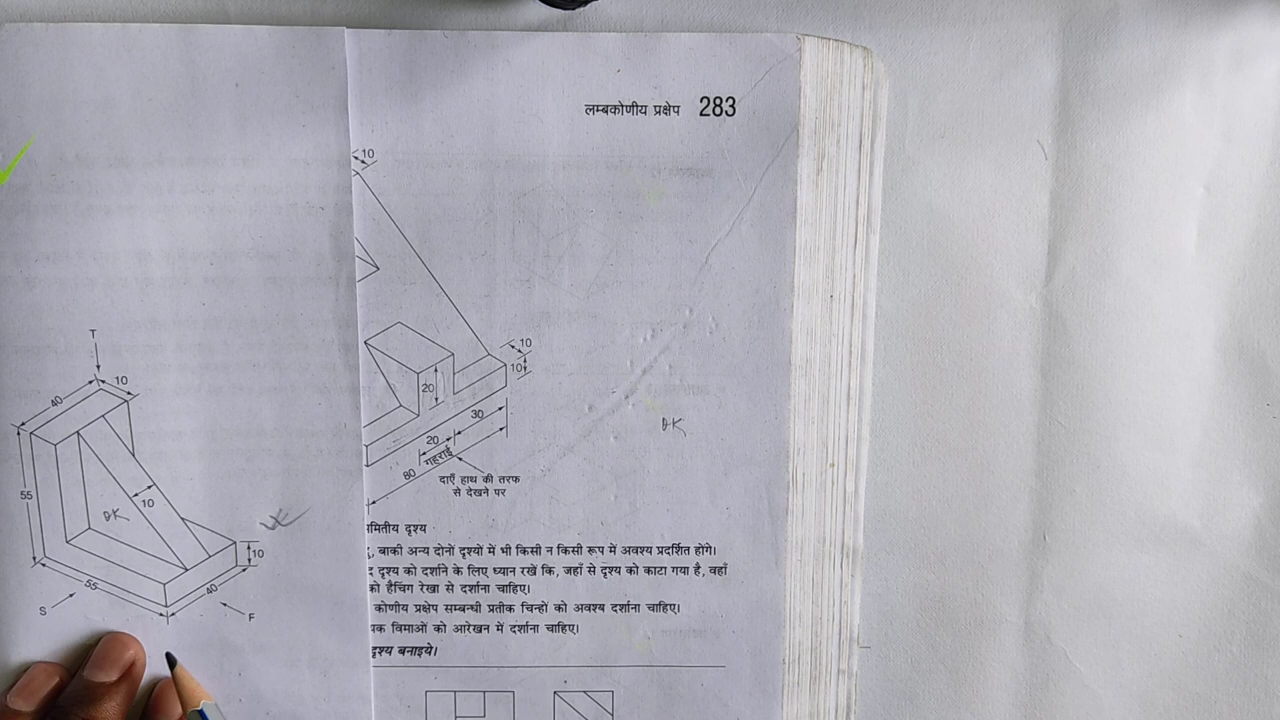 लम्बकोणीय प्रक्षेप 283
10
10
10
20
30
20
गहराई
80
दाएँ हाथ की तरफ
से देखने पर
OK
T
40
10
55
10
OK
10
55
40
S
F
दृश्य
बाकी अन्य दोनों दृश्यों में भी किसी न किसी रूप में अवश्य प्रदर्शित होंगे।
दृश्य को दर्शाने के लिए ध्यान रखें कि, जहाँ से दृश्य को काटा गया है, वहाँ
को हैचिंग रेखा से दर्शाना चाहिए।
कोणीय प्रक्षेप सम्बन्धी प्रतीक चिन्हों को अवश्य दर्शाना चाहिए।
विमाओं को आरेखन में दर्शाना चाहिए।
दृश्य बनाइये।